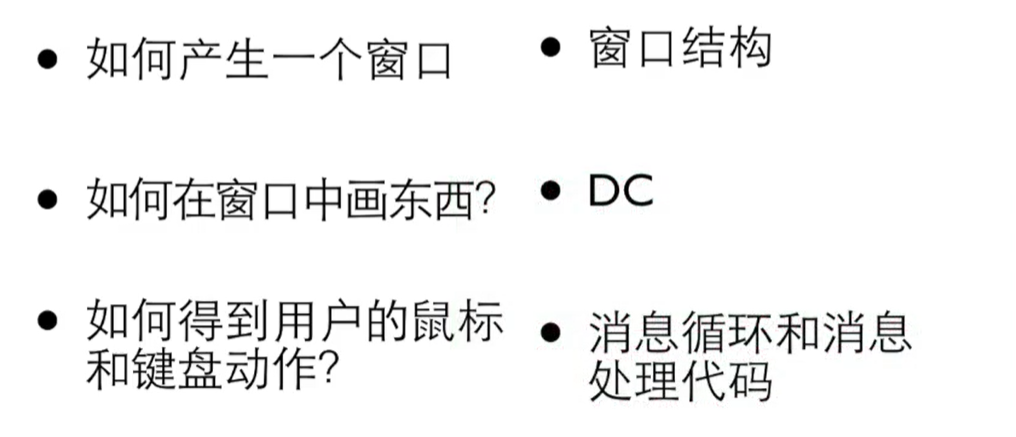 • 如何产生一个窗口
• 如何在窗口中画东西?
• 如何得到用户的鼠标
和键盘动作?
• 窗口结构
• DC
• 消息循环和消息
处理代码